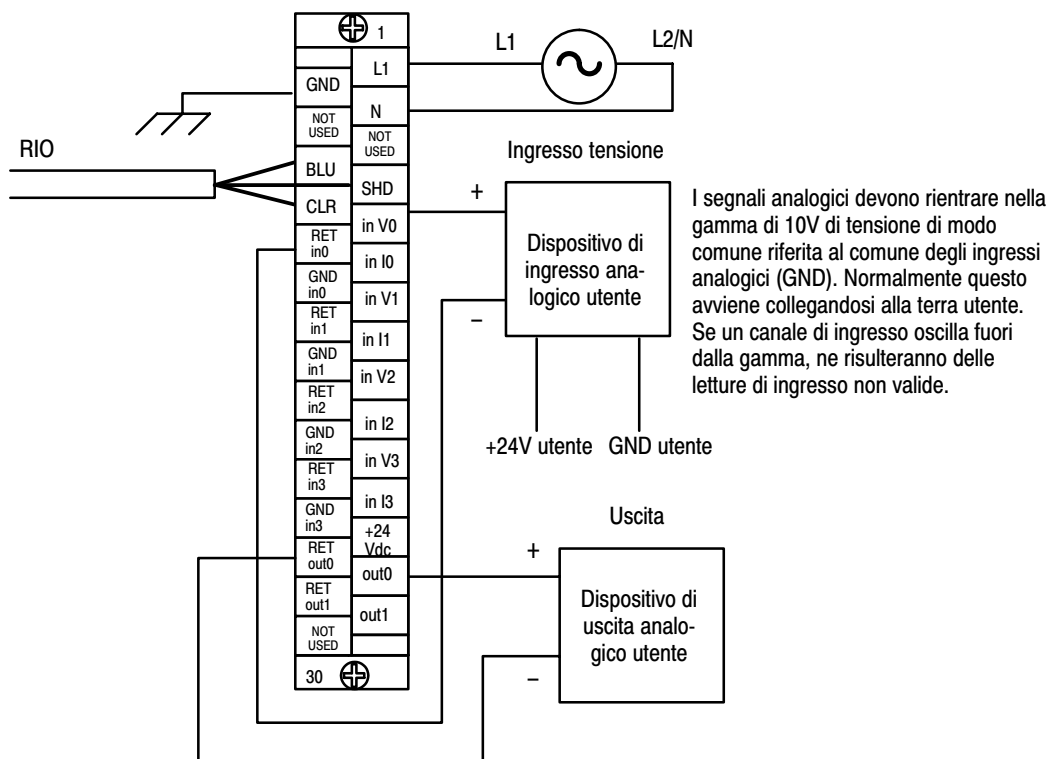 1
L1
L2/N
L1
GND
N
NOT
USED
NOT
USED
RIO
BLU
SHD
CLR
in V0
RET
in0
in I0
GND
in0
in V1
RET
in1
in I1
GND
in1
in V2
RET
in2
in I2
GND
in2
in V3
RET
in3
in I3
GND
in3
+24
Vdc
RET
out0
out0
RET
out1
out1
NOT
USED
30
Ingresso tensione
+
Dispositivo di
ingresso ana-
logico utente
–
+24V utente
GND utente
I segnali analogici devono rientrare nella
gamma di 10V di tensione di modo
comune riferita al comune degli ingressi
analogici (GND). Normalmente questo
avviene collegandosi alla terra utente.
Se un canale di ingresso oscilla fuori
dalla gamma, ne risulteranno delle
letture di ingresso non valide.
Uscita
+
Dispositivo di
uscita analo-
gico utente
–